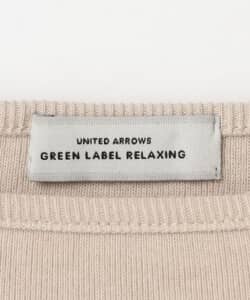 UNITED ARROWS
GREEN LABEL RELAXING